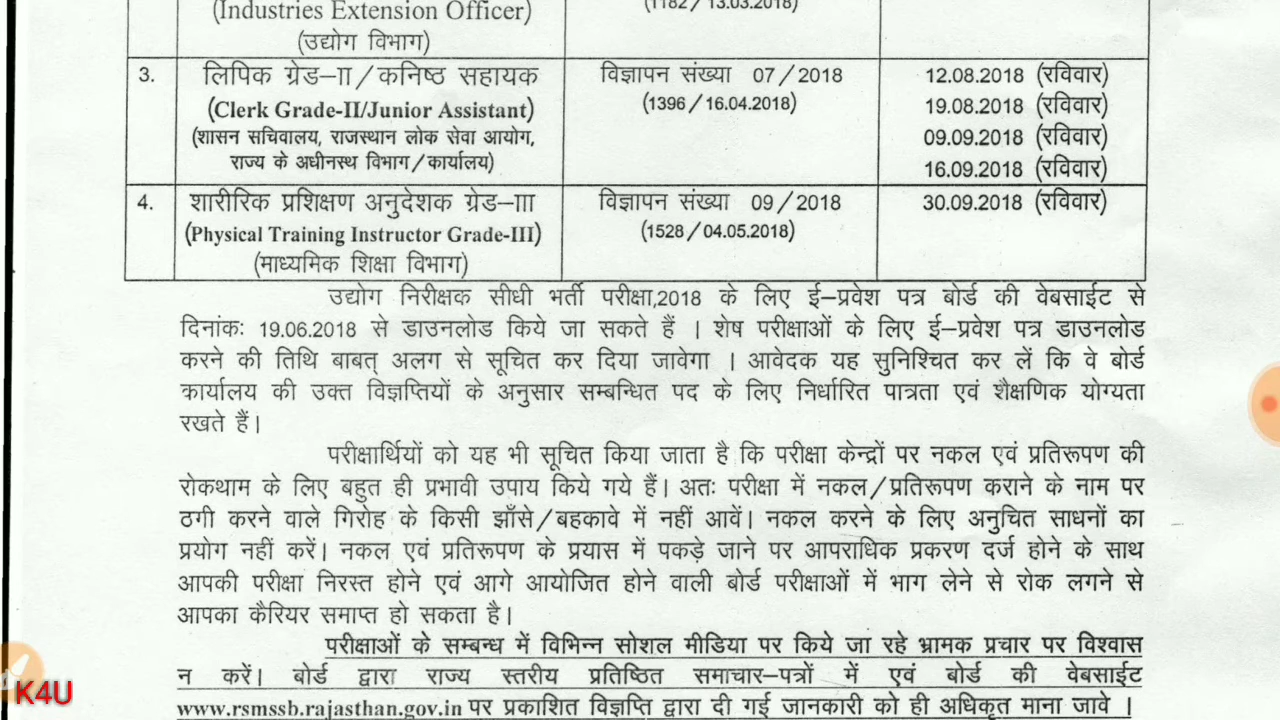 (Industries Extension Officer)
(1182/13.03.2018)
(उद्योग विभाग)
3. लिपिक ग्रेड–II/कनिष्ठ सहायक विज्ञापन संख्या 07/2018 12.08.2018 (रविवार)
(Clerk Grade-II/Junior Assistant) (1396/16.04.2018) 19.08.2018 (रविवार)
(शासन सचिवालय, राजस्थान लोक सेवा आयोग, 09.09.2018 (रविवार)
राज्य के अधीनस्थ विभाग/कार्यालय) 16.09.2018 (रविवार)
4. शारीरिक प्रशिक्षण अनुदेशक ग्रेड–III विज्ञापन संख्या 09/2018 30.09.2018 (रविवार)
(Physical Training Instructor Grade-III) (1528/04.05.2018)
(माध्यमिक शिक्षा विभाग)
उद्योग निरीक्षक सीधी भर्ती परीक्षा,2018 के लिए ई–प्रवेश पत्र बोर्ड की वेबसाईट से
दिनांकः 19.06.2018 से डाउनलोड किये जा सकते हैं । शेष परीक्षाओं के लिए ई–प्रवेश पत्र डाउनलोड
करने की तिथि बाबत् अलग से सूचित कर दिया जावेगा । आवेदक यह सुनिश्चित कर लें कि वे बोर्ड
कार्यालय की उक्त विज्ञप्तियों के अनुसार सम्बन्धित पद के लिए निर्धारित पात्रता एवं शैक्षणिक योग्यता
रखते हैं।
परीक्षार्थियों को यह भी सूचित किया जाता है कि परीक्षा केन्द्रों पर नकल एवं प्रतिरूपण की
रोकथाम के लिए बहुत ही प्रभावी उपाय किये गये हैं। अतः परीक्षा में नकल/प्रतिरूपण कराने के नाम पर
ठगी करने वाले गिरोह के किसी झाँसे/बहकावे में नहीं आवें। नकल करने के लिए अनुचित साधनों का
प्रयोग नहीं करें। नकल एवं प्रतिरूपण के प्रयास में पकड़े जाने पर आपराधिक प्रकरण दर्ज होने के साथ
आपकी परीक्षा निरस्त होने एवं आगे आयोजित होने वाली बोर्ड परीक्षाओं में भाग लेने से रोक लगने से
आपका कैरियर समाप्त हो सकता है।
परीक्षाओं के सम्बन्ध में विभिन्न सोशल मीडिया पर किये जा रहे भ्रामक प्रचार पर विश्वास
न करें। बोर्ड द्वारा राज्य स्तरीय प्रतिष्ठित समाचार–पत्रों में एवं बोर्ड की वेबसाईट
www.rsmssb.rajasthan.gov.in पर प्रकाशित विज्ञप्ति द्वारा दी गई जानकारी को ही अधिकृत माना जावे ।
K4U